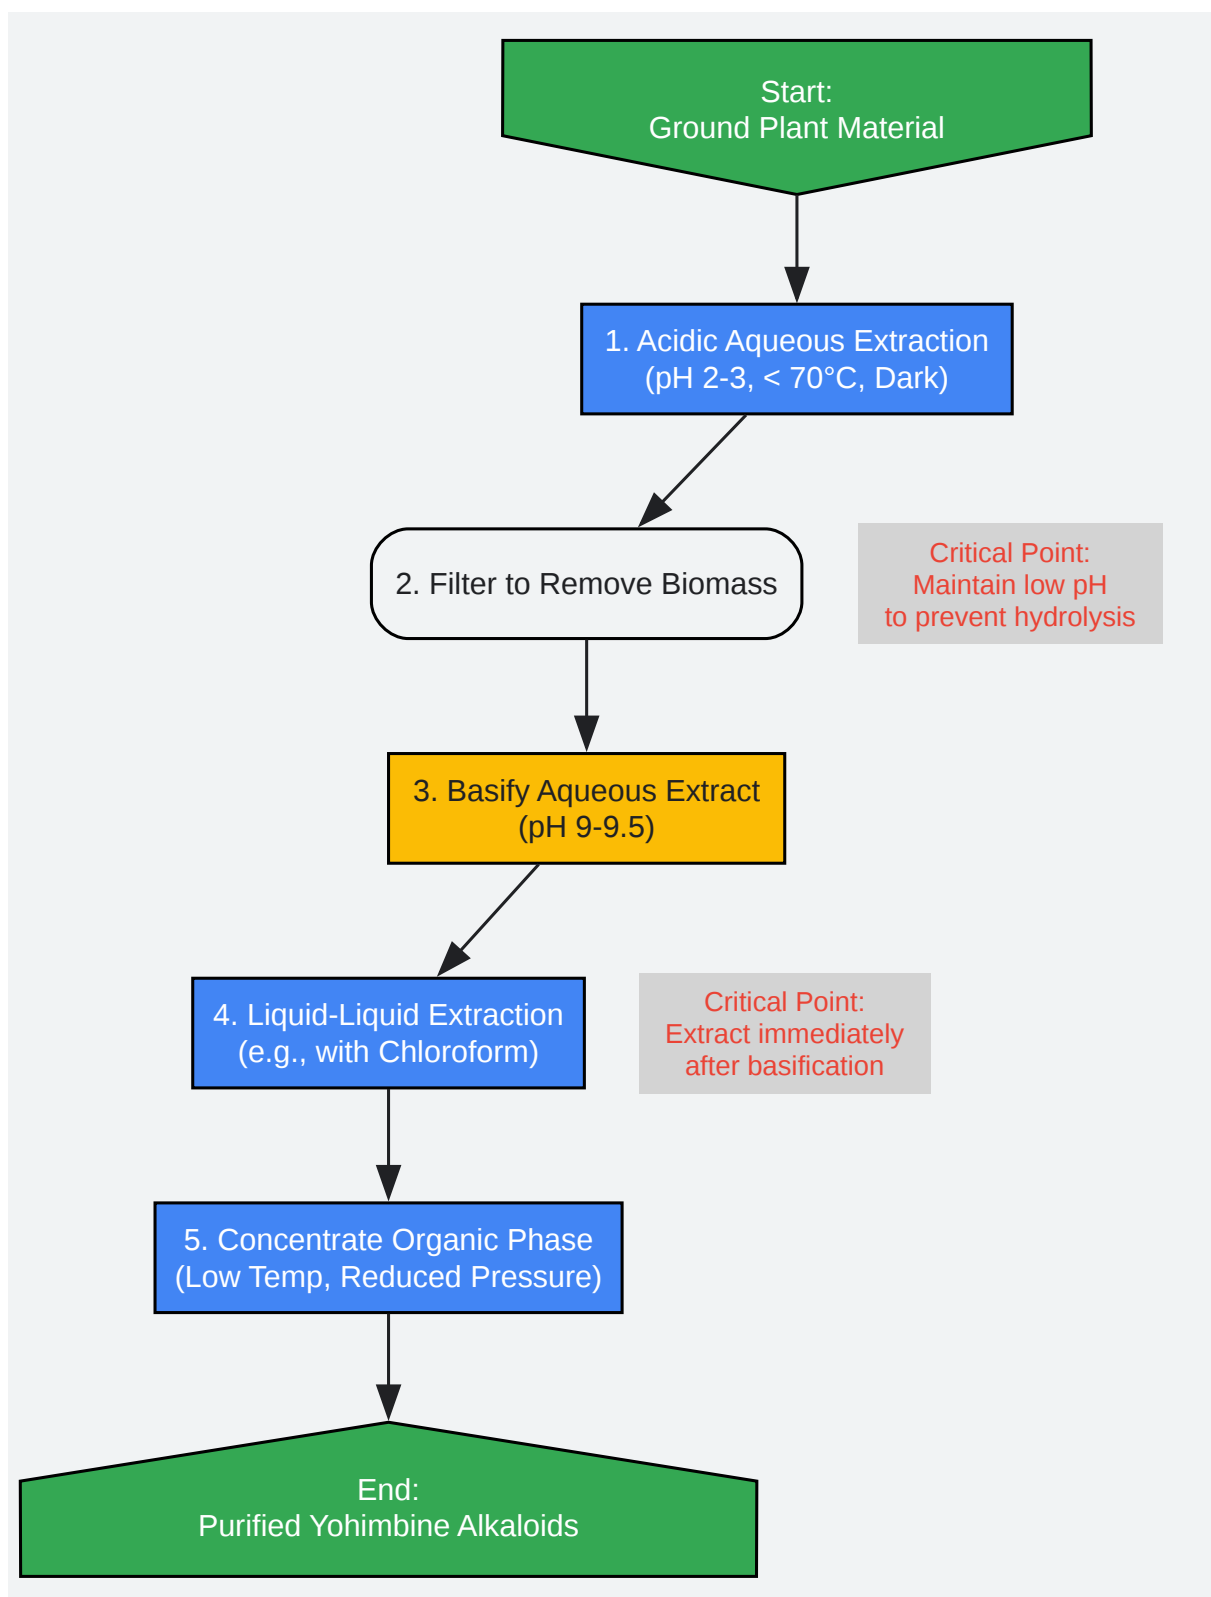 Start:
Ground Plant Material
1. Acidic Aqueous Extraction
(pH 2-3, < 70°C, Dark)
2. Filter to Remove Biomass
Critical Point:
Maintain low pH
to prevent hydrolysis
3. Basify Aqueous Extract
(pH 9-9.5)
4. Liquid-Liquid Extraction
(e.g., with Chloroform)
Critical Point:
Extract immediately
after basification
5. Concentrate Organic Phase
(Low Temp, Reduced Pressure)
End:
Purified Yohimbine Alkaloids